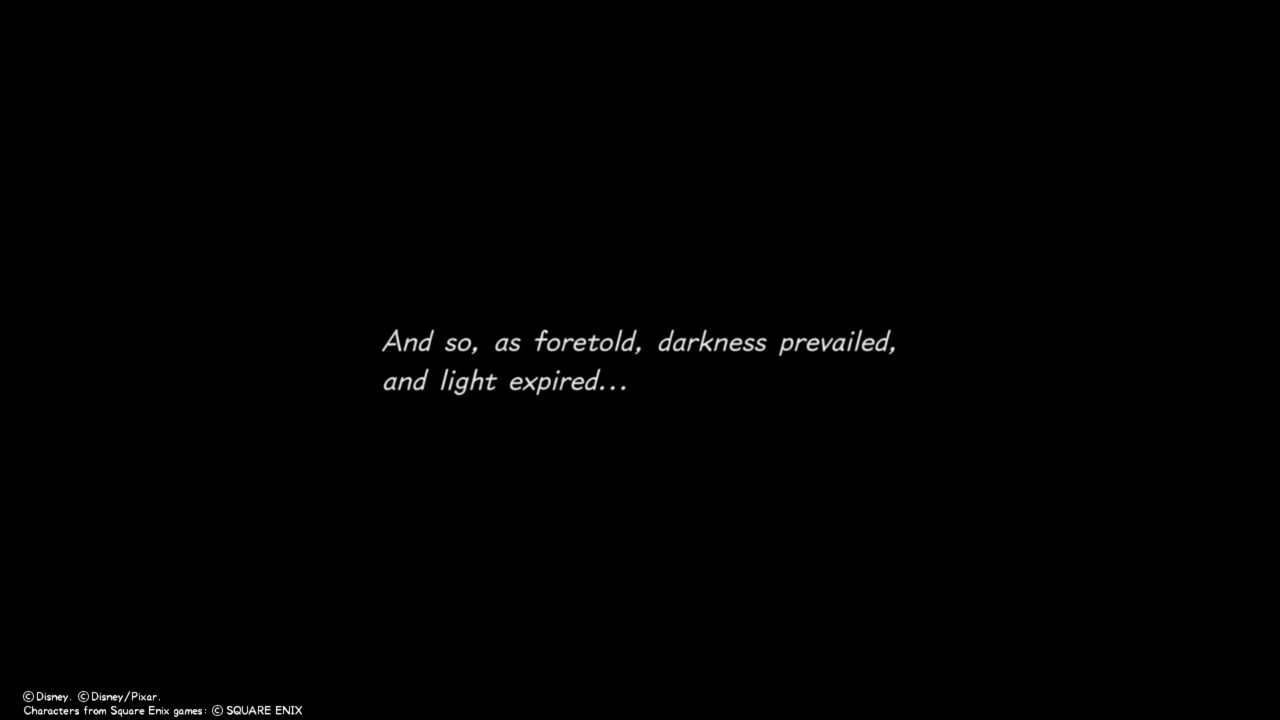 And so, as foretold, darkness prevailed,
and light expired...
©Disney. ©Disney/Pixar.
Characters from Square Enix games: © SQUARE ENIX